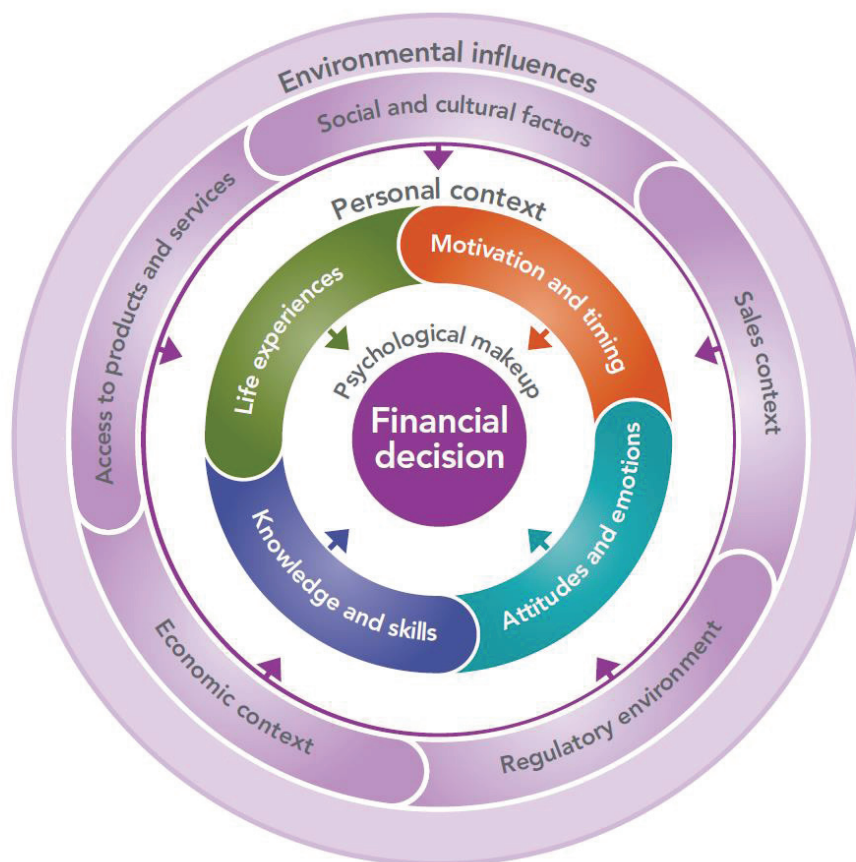 Environmental influences
Social and cultural factors
Sales context
Regulatory environment
Economic context
Access to products and services
Personal context
Motivation and timing
Attitudes and emotions
Knowledge and skills
Life experiences
Psychological makeup
Financial
decision